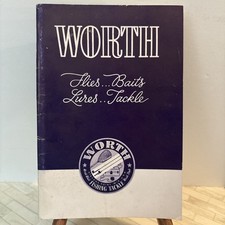 WORTH
Flies... Baits
Lures.. Tackle
WORTH
FISHING TACKLE